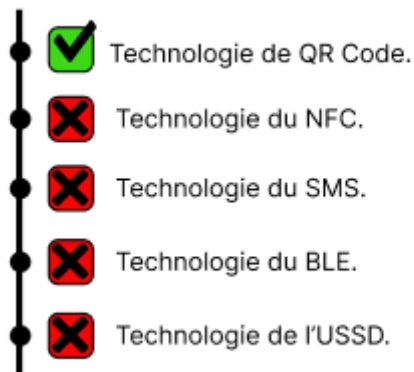 Technologie de QR Code.
Technologie du NFC.
Technologie du SMS.
Technologie du BLE.
Technologie de l'USSD.